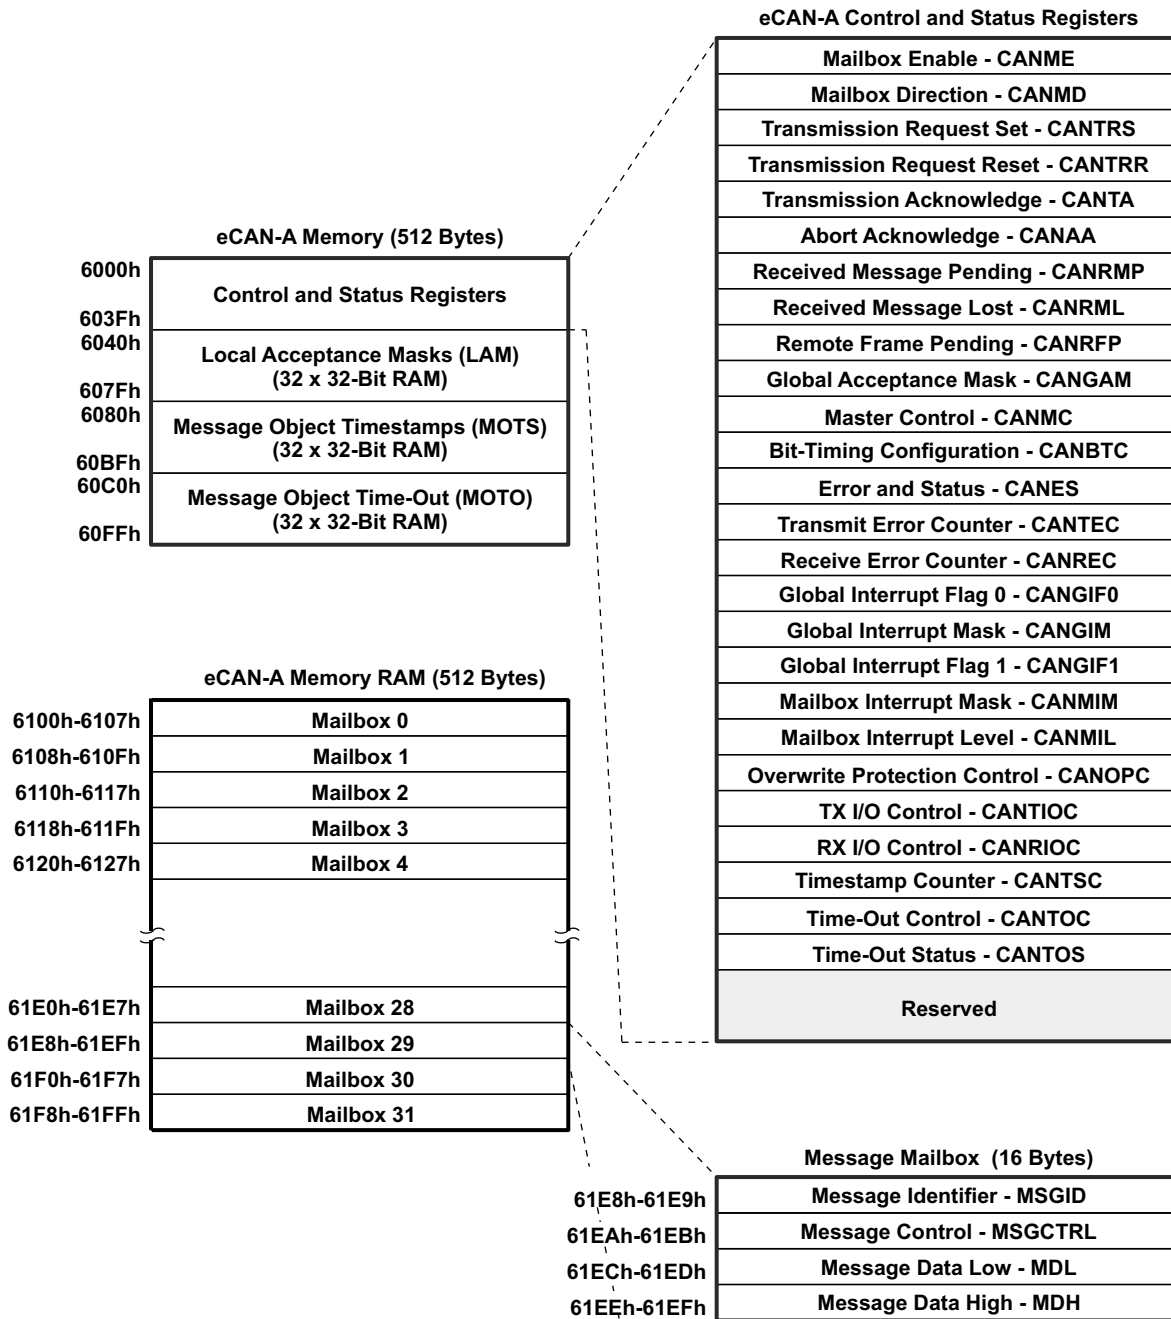 eCAN-A Control and Status Registers
Mailbox Enable - CANME
Mailbox Direction - CANMD
Transmission Request Set - CANTRS
Transmission Request Reset - CANTRR
Transmission Acknowledge - CANTA
Abort Acknowledge - CANAA
Received Message Pending - CANRMP
Received Message Lost - CANRML
Remote Frame Pending - CANRFP
Global Acceptance Mask - CANGAM
Master Control - CANMC
Bit-Timing Configuration - CANBTC
Error and Status - CANES
Transmit Error Counter - CANTEC
Receive Error Counter - CANREC
Global Interrupt Flag 0 - CANGIF0
Global Interrupt Mask - CANGIM
Global Interrupt Flag 1 - CANGIF1
Mailbox Interrupt Mask - CANMIM
Mailbox Interrupt Level - CANMIL
Overwrite Protection Control - CANOPC
TX I/O Control - CANTIOC
RX I/O Control - CANRIOC
Timestamp Counter - CANTSC
Time-Out Control - CANTOC
Time-Out Status - CANTOS
Reserved
eCAN-A Memory (512 Bytes)
6000h
Control and Status Registers
603Fh
6040h
Local Acceptance Masks (LAM)
(32 x 32-Bit RAM)
607Fh
6080h
Message Object Timestamps (MOTS)
(32 x 32-Bit RAM)
60BFh
60C0h
Message Object Time-Out (MOTO)
(32 x 32-Bit RAM)
60FFh
eCAN-A Memory RAM (512 Bytes)
6100h-6107h Mailbox 0
6108h-610Fh Mailbox 1
6110h-6117h Mailbox 2
6118h-611Fh Mailbox 3
6120h-6127h Mailbox 4
61E0h-61E7h Mailbox 28
61E8h-61EFh Mailbox 29
61F0h-61F7h Mailbox 30
61F8h-61FFh Mailbox 31
Message Mailbox (16 Bytes)
61E8h-61E9h Message Identifier - MSGID
61EAh-61EBh Message Control - MSGCTRL
61ECh-61EDh Message Data Low - MDL
61EEh-61EFh Message Data High - MDH